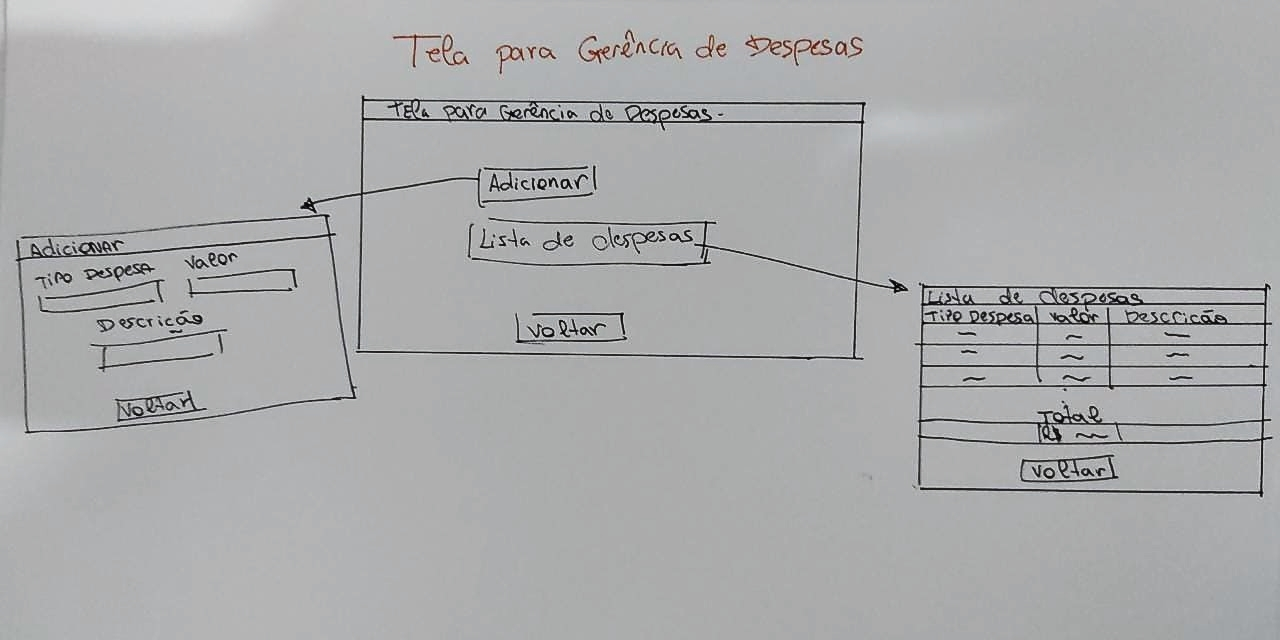 Tela para Gerência de Despesas
Tela para Gerência de Despesas-
Adicionar
Lista de despesas
Voltar
Adicionar
Tipo Despesa Valor
Descrição
Voltar
Lista de despesas
Tipo Despesa Valor Descrição
Total
R$
Voltar